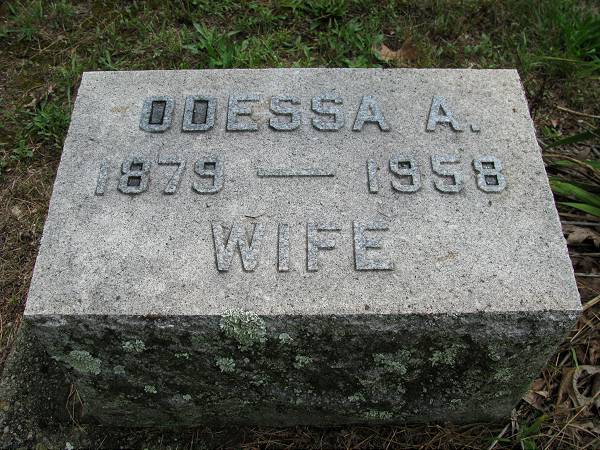 ODESSA A.
1879 — 1958
WIFE